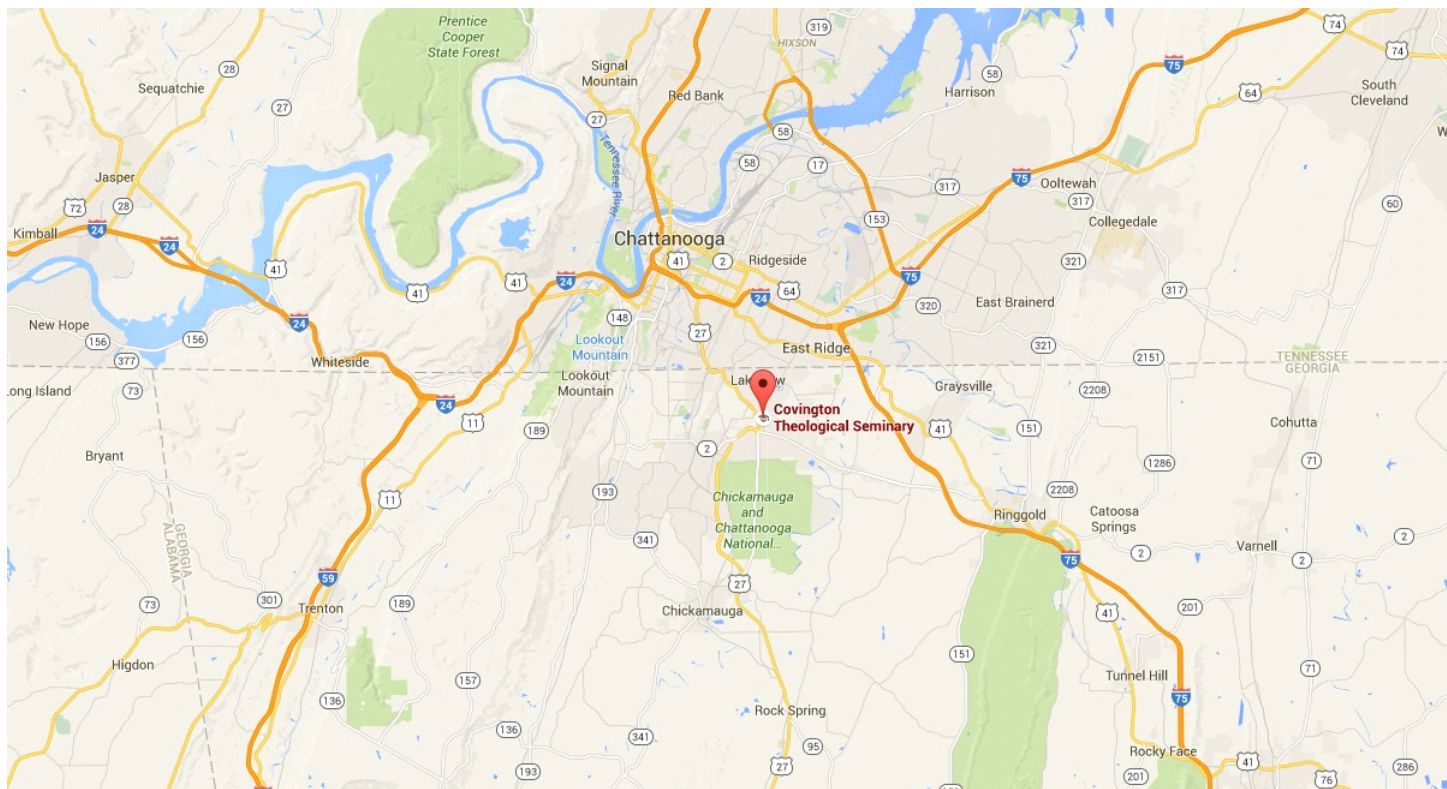 Prentice
Cooper
State Forest
319
74
HIXSON
28
Sequatchie
Signal
Mountain
58
75
74
27
Red Bank
Harrison
64
South
Cleveland
27
58
Tennessee River
58
17
75
Ooltewah
Jasper
317
317
72
28
60
Kimball
24
24
153
Collegedale
Chattanooga
41
41
41
41
2
Ridgeside
24
75
321
64
24
317
320
East Brainerd
New Hope
156
156
24
148
27
Lookout
Mountain
East Ridge
321
2151
TENNESSEE
GEORGIA
377
Whiteside
Long Island
73
Lookout
Mountain
Graysville
2208
24
Covington
Theological Seminary
11
189
41
151
Cohutta
2
Bryant
71
1286
193
11
2208
Chickamauga
and
Chattanooga
National...
Ringgold
Catoosa
Springs
341
2
Varnell
2
2
GEORGIA
ALABAMA
75
59
27
73
301
189
Trenton
Chickamauga
41
201
Higdon
151
71
157
Tunnel Hill
136
75
Rock Spring
136
341
95
Rocky Face
193
27
201
41
76
286